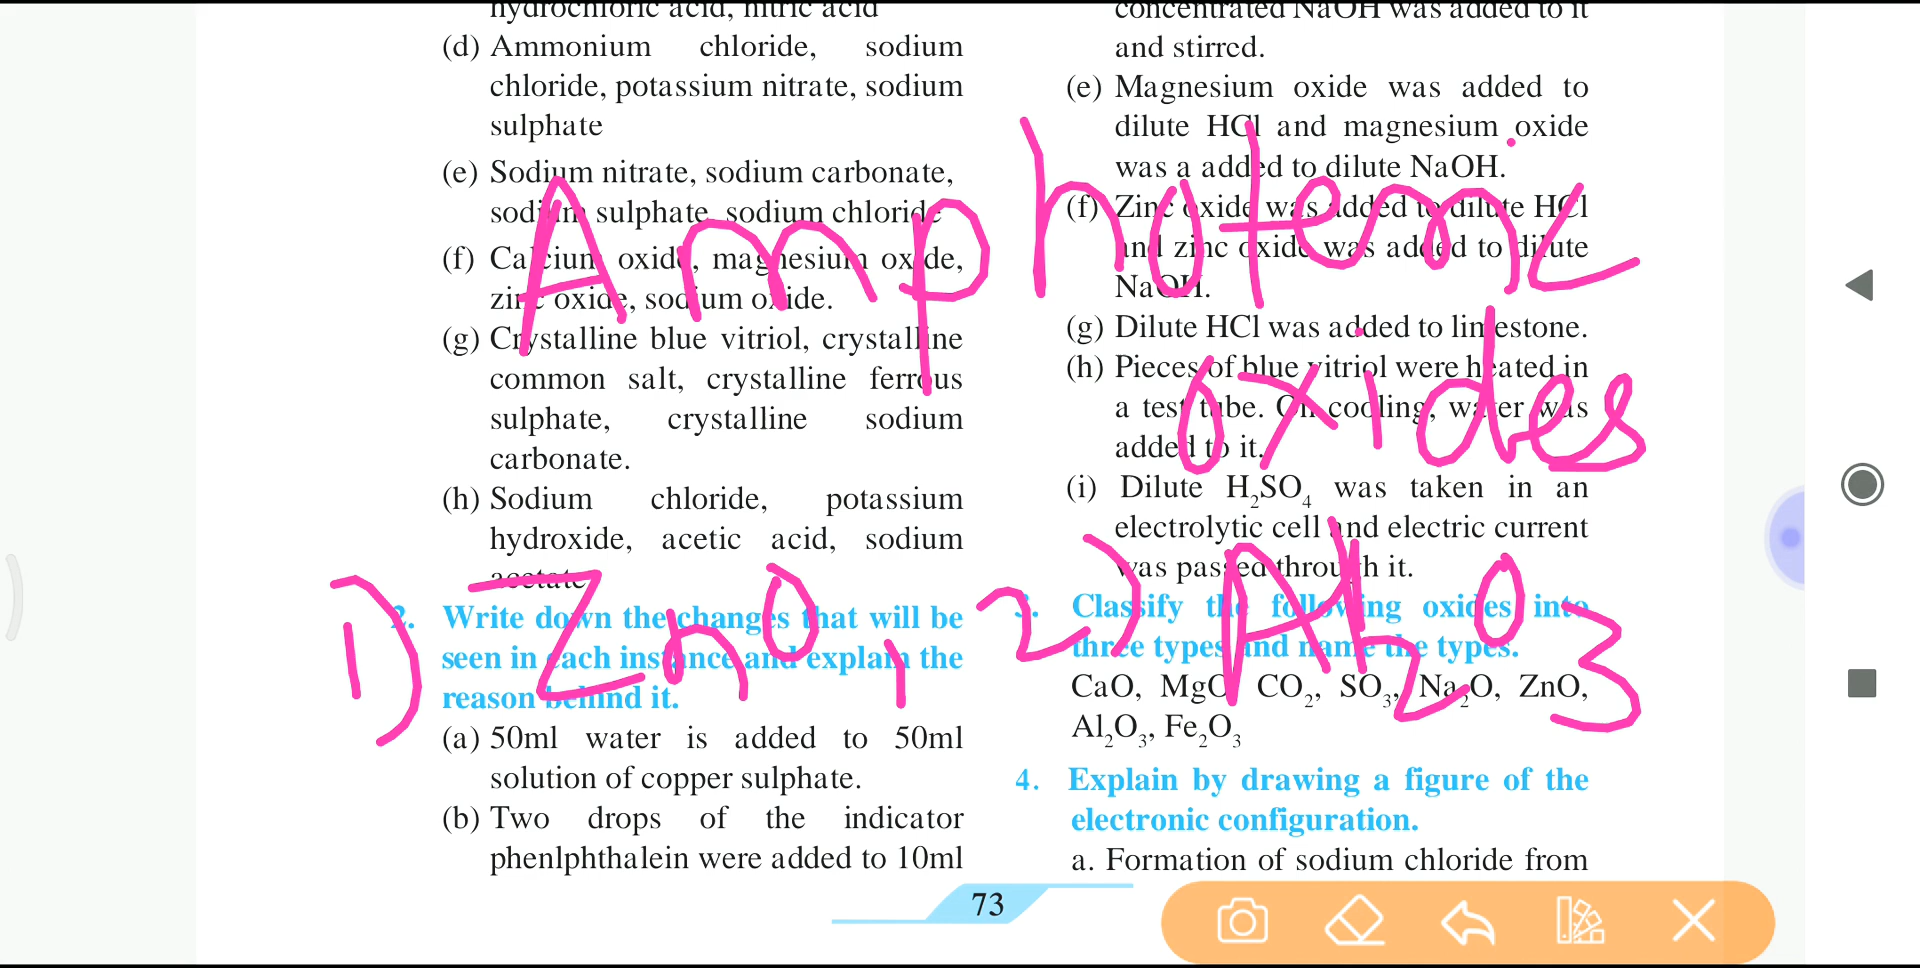 hydrochloric acid, nitric acid
(d) Ammonium chloride, sodium
chloride, potassium nitrate, sodium
sulphate
(e) Sodium nitrate, sodium carbonate,
sodium sulphate, sodium chloride
(f) Calcium oxide, magnesium oxide,
zinc oxide, sodium oxide.
(g) Crystalline blue vitriol, crystalline
common salt, crystalline ferrous
sulphate, crystalline sodium
carbonate.
(h) Sodium chloride, potassium
hydroxide, acetic acid, sodium
acetate
2. Write down the changes that will be
seen in each instance and explain the
reason behind it.
(a) 50ml water is added to 50ml
solution of copper sulphate.
(b) Two drops of the indicator
phenlphthalein were added to 10ml
concentrated NaOH was added to it
and stirred.
(e) Magnesium oxide was added to
dilute HCl and magnesium oxide
was a added to dilute NaOH.
(f) Zinc oxide was added to dilute HCl
and zinc oxide was added to dilute
NaOH.
(g) Dilute HCl was added to limestone.
(h) Pieces of blue vitriol were heated in
a test tube. On cooling, water was
added to it.
(i) Dilute H₂SO₄ was taken in an
electrolytic cell and electric current
was passed through it.
3. Classify the following oxides into
three types and name the types.
CaO, MgO, CO₂, SO₃, Na₂O, ZnO,
Al₂O₃, Fe₂O₃
4. Explain by drawing a figure of the
electronic configuration.
a. Formation of sodium chloride from
73
Amphoteric
oxides
1) ZnO, 2) Al₂O₃